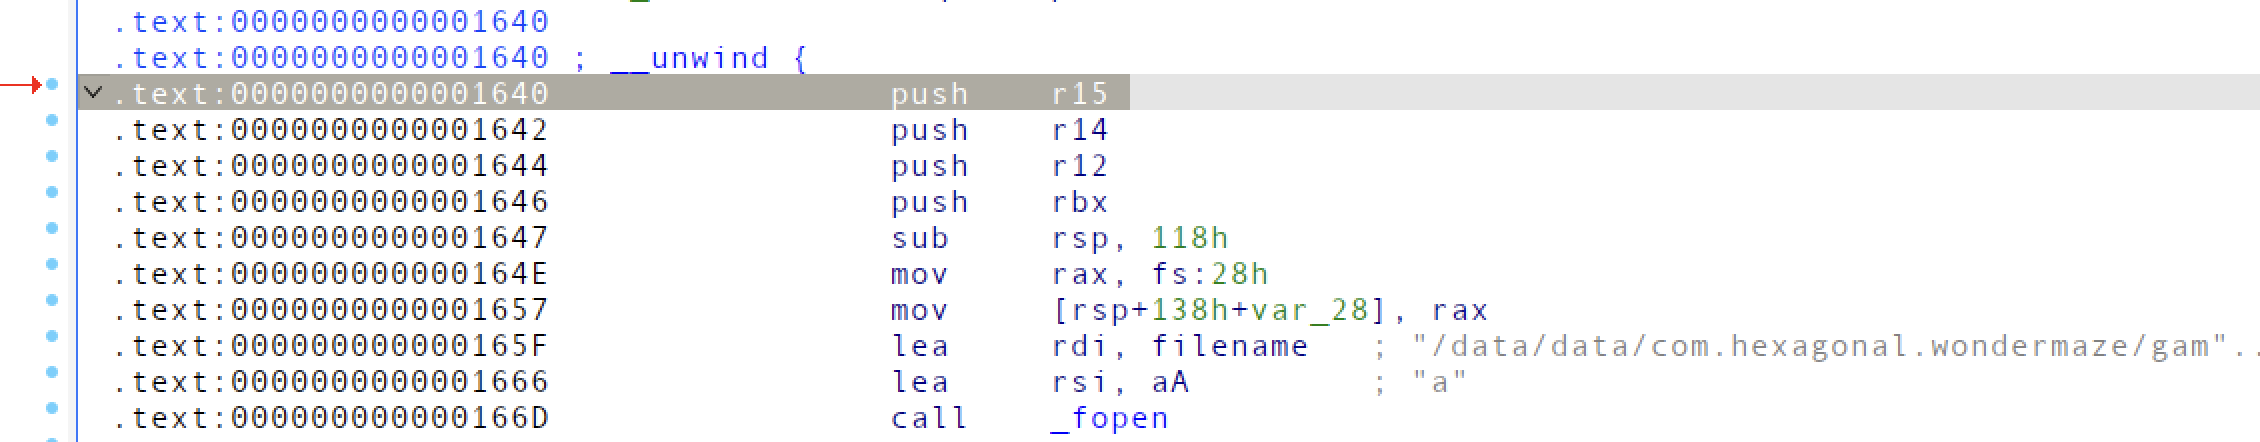 .text:0000000000001640
.text:0000000000001640 ; __unwind {
.text:0000000000001640 push r15
.text:0000000000001642 push r14
.text:0000000000001644 push r12
.text:0000000000001646 push rbx
.text:0000000000001647 sub rsp, 118h
.text:000000000000164E mov rax, fs:28h
.text:0000000000001657 mov [rsp+138h+var_28], rax
.text:000000000000165F lea rdi, filename ; "/data/data/com.hexagonal.wondermaze/gam"..
.text:0000000000001666 lea rsi, aA ; "a"
.text:000000000000166D call _fopen